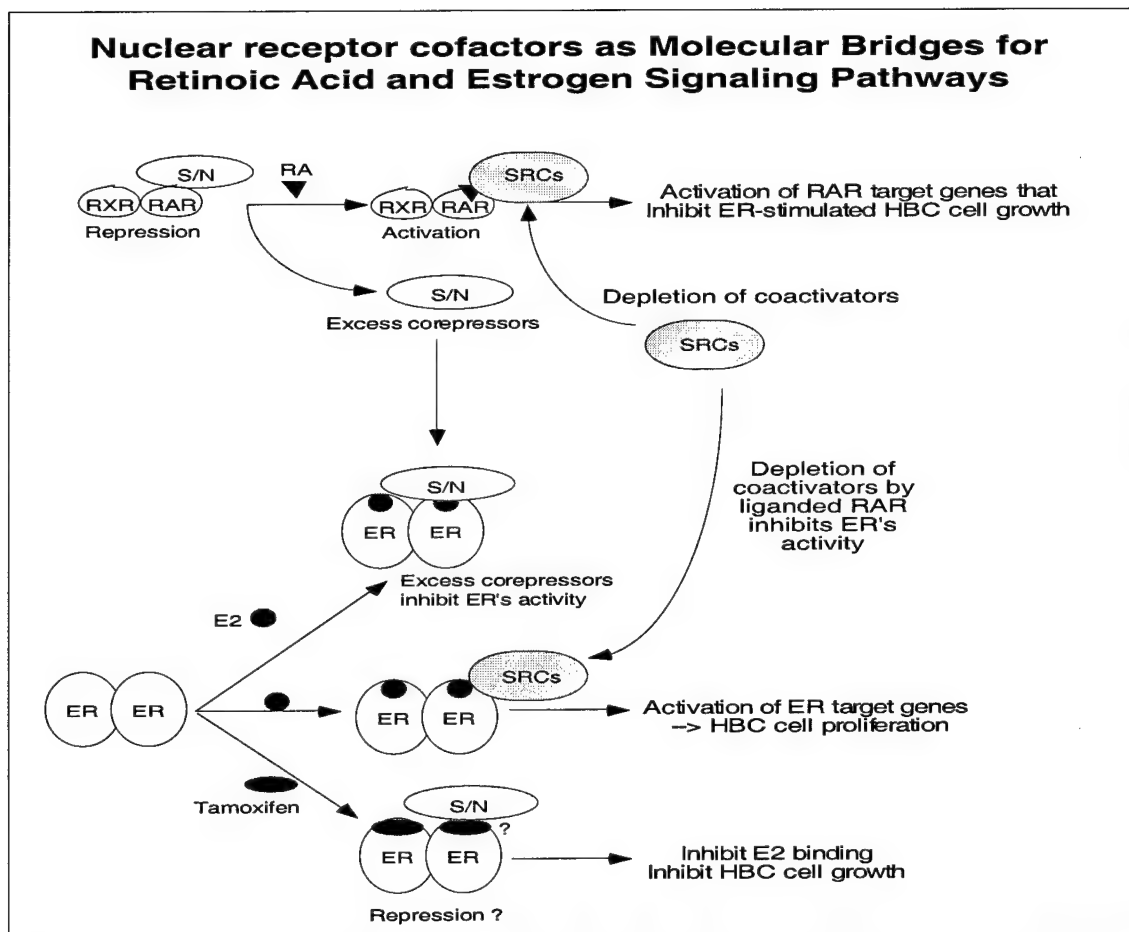 Nuclear receptor cofactors as Molecular Bridges for
Retinoic Acid and Estrogen Signaling Pathways
S/N
RXR
RAR
Repression
RA
RXR
RAR
SRCs
Activation
Activation of RAR target genes that
Inhibit ER-stimulated HBC cell growth
S/N
Excess corepressors
Depletion of coactivators
SRCs
S/N
ER
ER
Excess corepressors
inhibit ER's activity
Depletion of
coactivators by
liganded RAR
inhibits ER's
activity
E2
ER
ER
SRCs
ER
ER
Activation of ER target genes
--> HBC cell proliferation
Tamoxifen
S/N
?
ER
ER
Repression ?
Inhibit E2 binding
Inhibit HBC cell growth